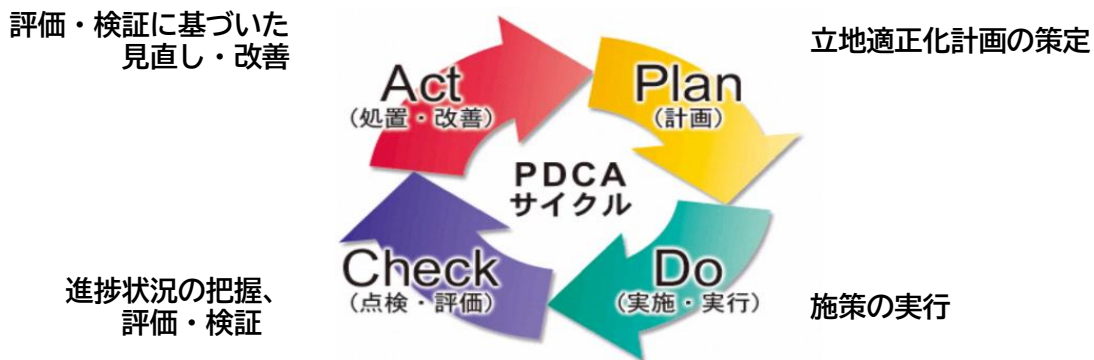 評価・検証に基づいた
見直し・改善
Act
(処置・改善)
Plan
(計画)
立地適正化計画の策定
PDCA
サイクル
進捗状況の把握、
評価・検証
Check
(点検・評価)
Do
(実施・実行)
施策の実行